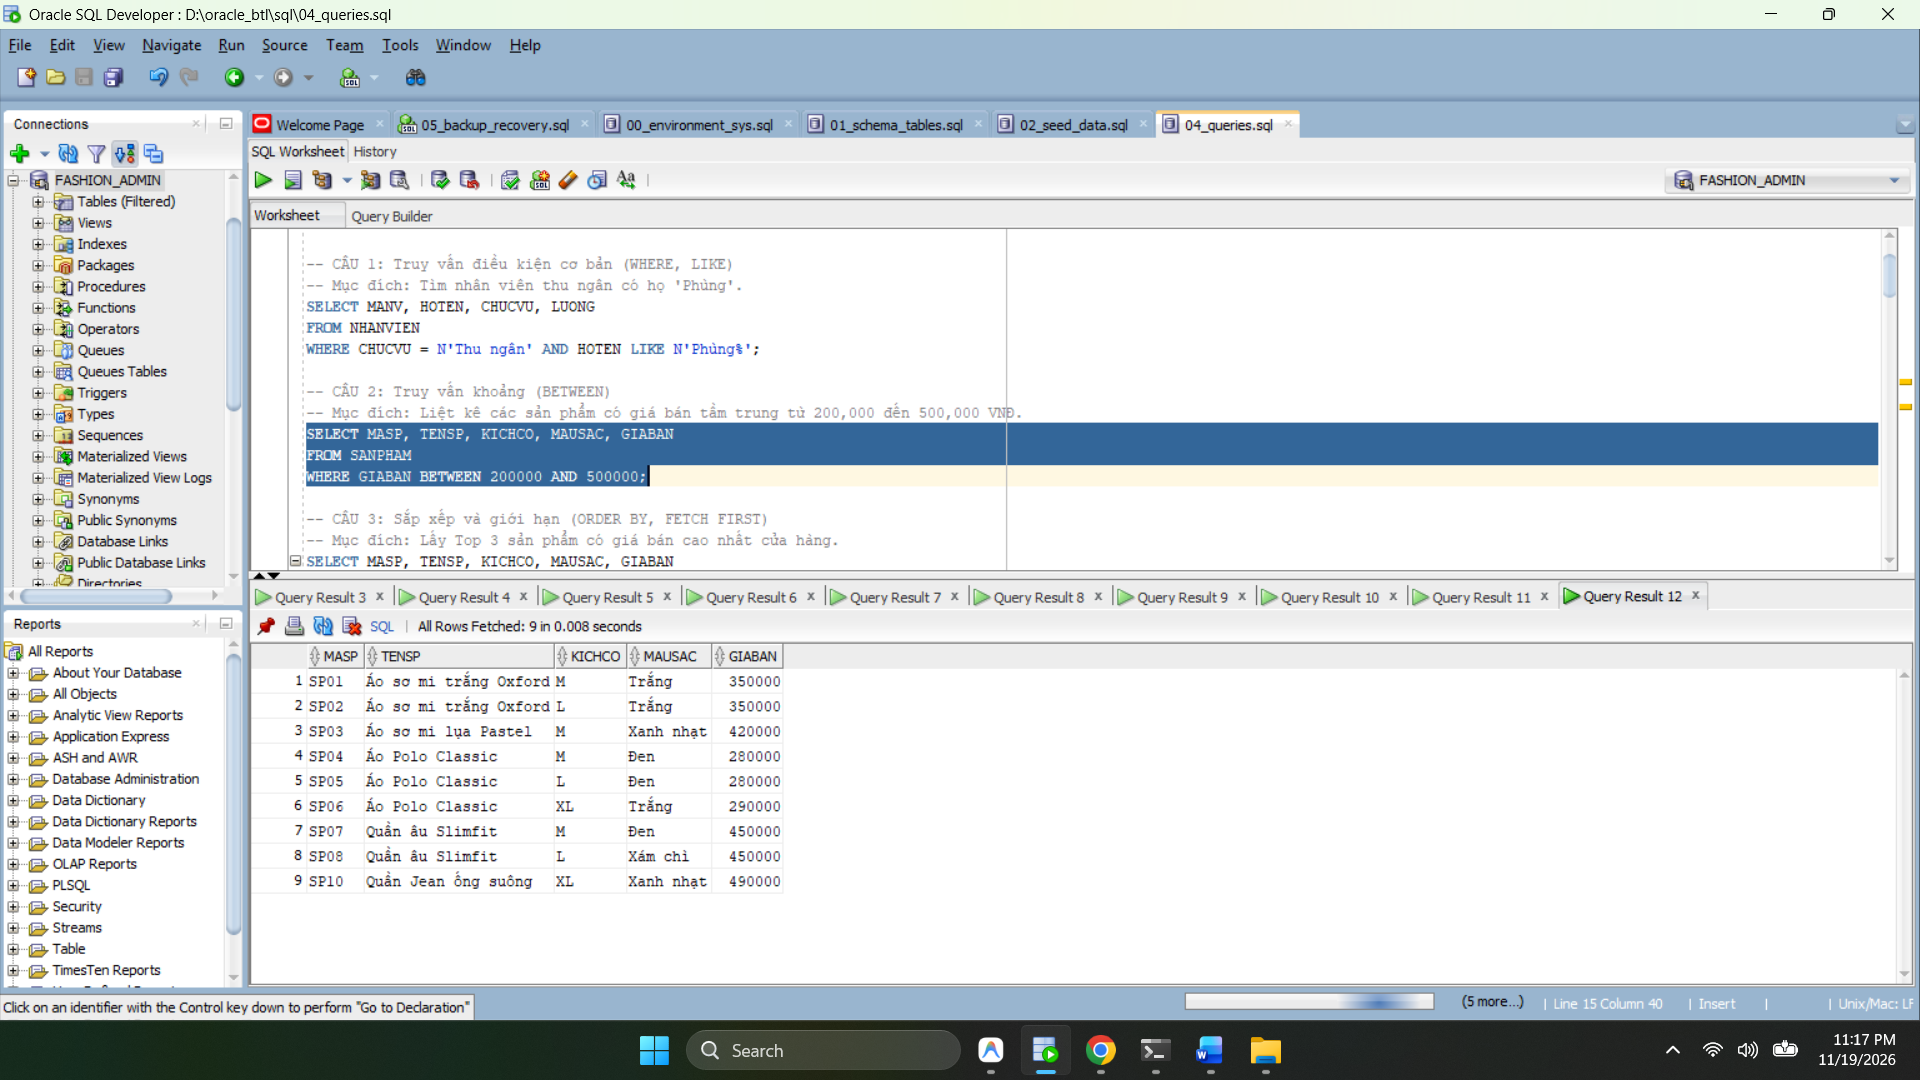 Oracle SQL Developer : D:\oracle_btl\sql\04_queries.sql
File Edit View Navigate Run Source Team Tools Window Help
Connections
FASHION_ADMIN
Tables (Filtered)
Views
Indexes
Packages
Procedures
Functions
Operators
Queues
Queues Tables
Triggers
Types
Sequences
Materialized Views
Materialized View Logs
Synonyms
Public Synonyms
Database Links
Public Database Links
Directories
Reports
All Reports
About Your Database
All Objects
Analytic View Reports
Application Express
ASH and AWR
Database Administration
Data Dictionary
Data Dictionary Reports
Data Modeler Reports
OLAP Reports
PLSQL
Security
Streams
Table
TimesTen Reports
Welcome Page 05_backup_recovery.sql 00_environment_sys.sql 01_schema_tables.sql 02_seed_data.sql 04_queries.sql
SQL Worksheet History
FASHION_ADMIN
Worksheet Query Builder
-- CÂU 1: Truy vấn điều kiện cơ bản (WHERE, LIKE)
-- Mục đích: Tìm nhân viên thu ngân có họ 'Phùng'.
SELECT MANV, HOTEN, CHUCVU, LUONG
FROM NHANVIEN
WHERE CHUCVU = N'Thu ngân' AND HOTEN LIKE N'Phùng%';
-- CÂU 2: Truy vấn khoảng (BETWEEN)
-- Mục đích: Liệt kê các sản phẩm có giá bán tầm trung từ 200,000 đến 500,000 VNĐ.
SELECT MASP, TENSP, KICHCO, MAUSAC, GIABAN
FROM SANPHAM
WHERE GIABAN BETWEEN 200000 AND 500000;
-- CÂU 3: Sắp xếp và giới hạn (ORDER BY, FETCH FIRST)
-- Mục đích: Lấy Top 3 sản phẩm có giá bán cao nhất cửa hàng.
SELECT MASP, TENSP, KICHCO, MAUSAC, GIABAN
Query Result 3 Query Result 4 Query Result 5 Query Result 6 Query Result 7 Query Result 8 Query Result 9 Query Result 10 Query Result 11 Query Result 12
SQL All Rows Fetched: 9 in 0.008 seconds
MASP TENSP KICHCO MAUSAC GIABAN
1 SP01 Áo sơ mi trắng Oxford M Trắng 350000
2 SP02 Áo sơ mi trắng Oxford L Trắng 350000
3 SP03 Áo sơ mi lụa Pastel M Xanh nhạt 420000
4 SP04 Áo Polo Classic M Đen 280000
5 SP05 Áo Polo Classic L Đen 280000
6 SP06 Áo Polo Classic XL Trắng 290000
7 SP07 Quần âu Slimfit M Đen 450000
8 SP08 Quần âu Slimfit L Xám chì 450000
9 SP10 Quần Jean ống suông XL Xanh nhạt 490000
Click on an identifier with the Control key down to perform "Go to Declaration"
(5 more...) Line 15 Column 40 Insert Unix/Mac: LF
Search
11:17 PM
11/19/2026